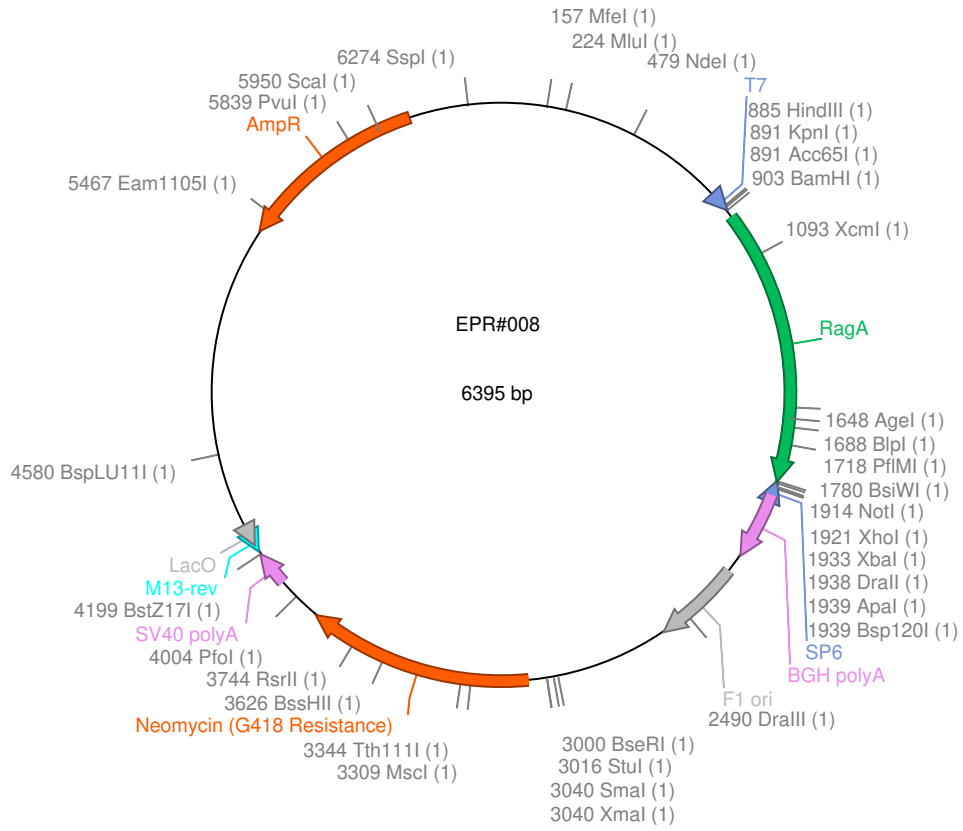 157 MfeI (1)
224 MluI (1)
479 NdeI (1)
T7
885 HindIII (1)
891 KpnI (1)
891 Acc65I (1)
903 BamHI (1)
1093 XcmI (1)
RagA
1648 AgeI (1)
1688 BlpI (1)
1718 PflMI (1)
1780 BsiWI (1)
1914 NotI (1)
1921 XhoI (1)
1933 XbaI (1)
1938 DraII (1)
1939 ApaI (1)
1939 Bsp120I (1)
SP6
BGH polyA
F1 ori
2490 DraIII (1)
3000 BseRI (1)
3016 StuI (1)
3040 SmaI (1)
3040 XmaI (1)
3309 MscI (1)
3344 Tth111I (1)
Neomycin (G418 Resistance)
3626 BssHII (1)
3744 RsrII (1)
4004 PfoI (1)
SV40 polyA
4199 BstZ17I (1)
M13-rev
LacO
4580 BspLU11I (1)
5467 Eam1105I (1)
AmpR
5839 PvuI (1)
5950 ScaI (1)
6274 SspI (1)
EPR#008
6395 bp